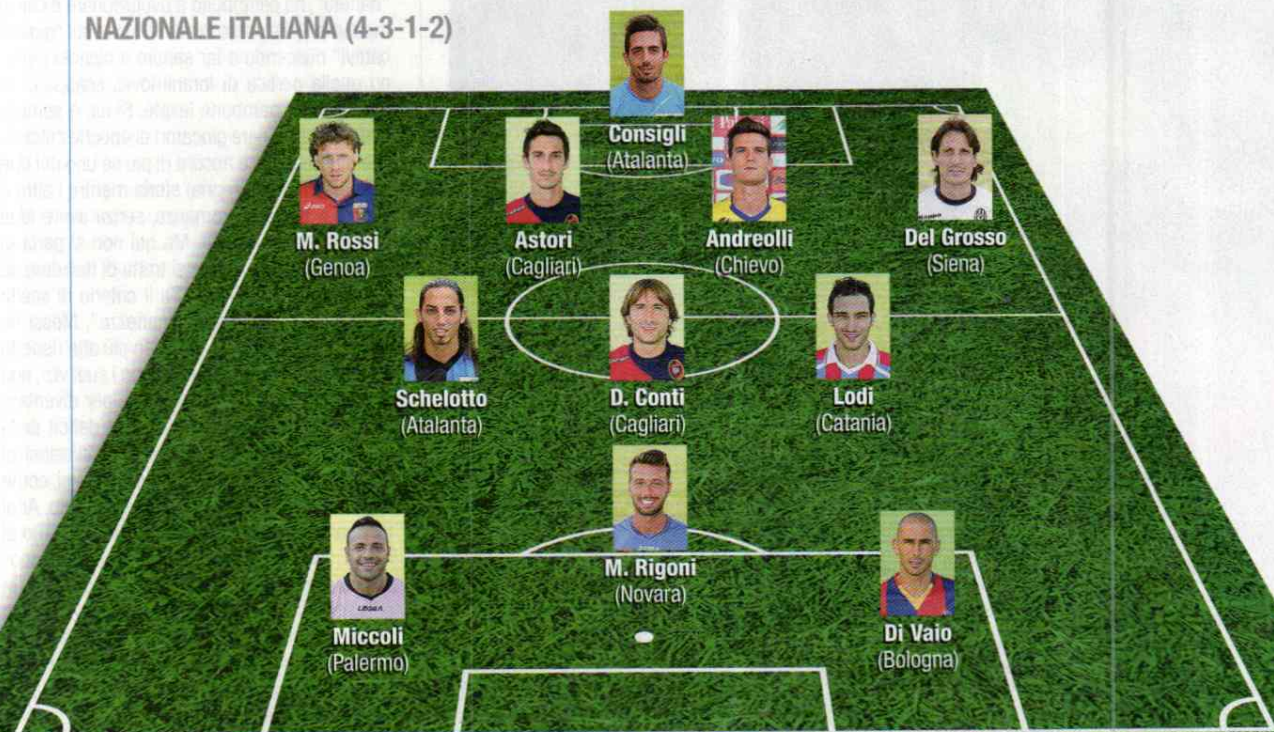 NAZIONALE ITALIANA (4-3-1-2)
Consigli
(Atalanta)
M. Rossi
(Genoa)
Astori
(Cagliari)
Andreolli
(Chievo)
Del Grosso
(Siena)
Schelotto
(Atalanta)
D. Conti
(Cagliari)
Lodi
(Catania)
M. Rigoni
(Novara)
Miccoli
(Palermo)
Di Vaio
(Bologna)